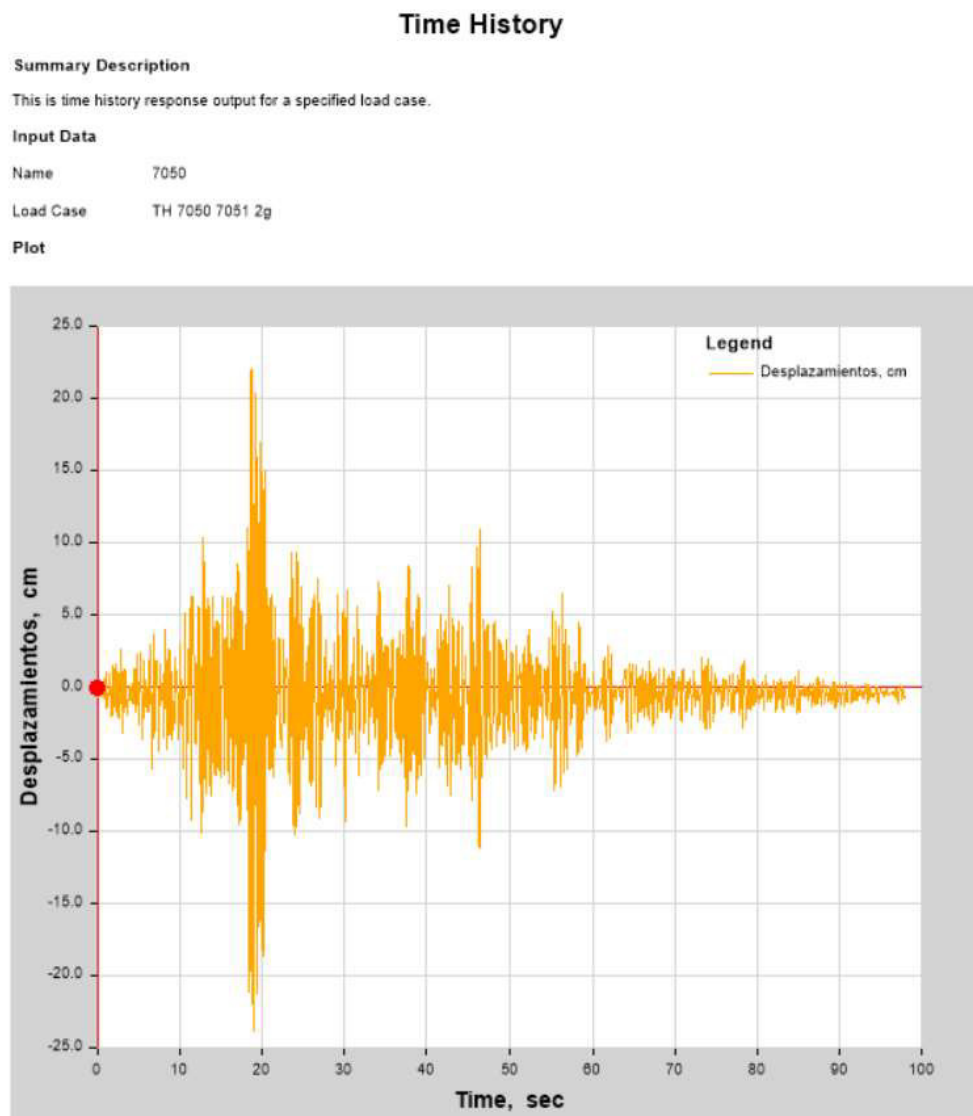 Time History
Summary Description
This is time history response output for a specified load case.
Input Data
Name 7050
Load Case TH 7050 7051 2g
Plot
Legend
Desplazamientos, cm
25.0
20.0
15.0
10.0
5.0
0.0
-5.0
-10.0
-15.0
-20.0
-25.0
Desplazamientos, cm
0 10 20 30 40 50 60 70 80 90 100
Time, sec